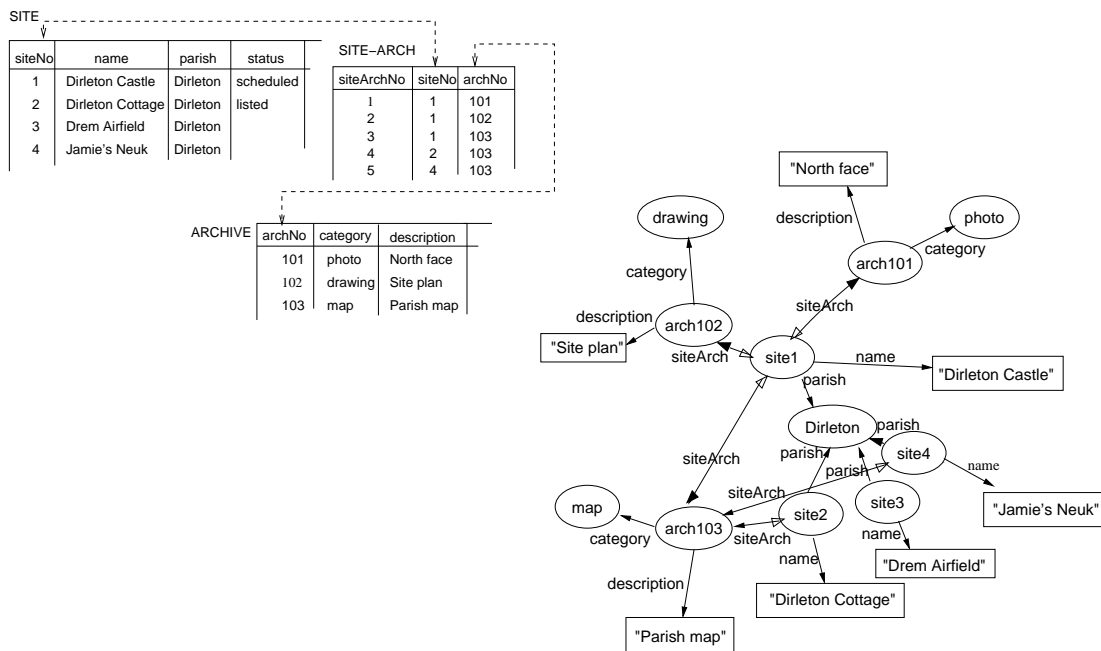 SITE
siteNo name parish status
1 Dirleton Castle Dirleton scheduled
2 Dirleton Cottage Dirleton listed
3 Drem Airfield Dirleton
4 Jamie's Neuk Dirleton
SITE-ARCH
siteArchNo siteNo archNo
1 1 101
2 1 102
3 1 103
4 2 103
5 4 103
ARCHIVE
archNo category description
101 photo North face
102 drawing Site plan
103 map Parish map
"North face"
drawing
description
photo
category
arch101
category
siteArch
description
arch102
"Site plan"
siteArch
site1
name
"Dirleton Castle"
parish
Dirleton
parish
site4
parish
siteArch
parish
name
siteArch
map
site3
"Jamie's Neuk"
site2
arch103
category
siteArch
name
name
"Drem Airfield"
description
"Dirleton Cottage"
"Parish map"